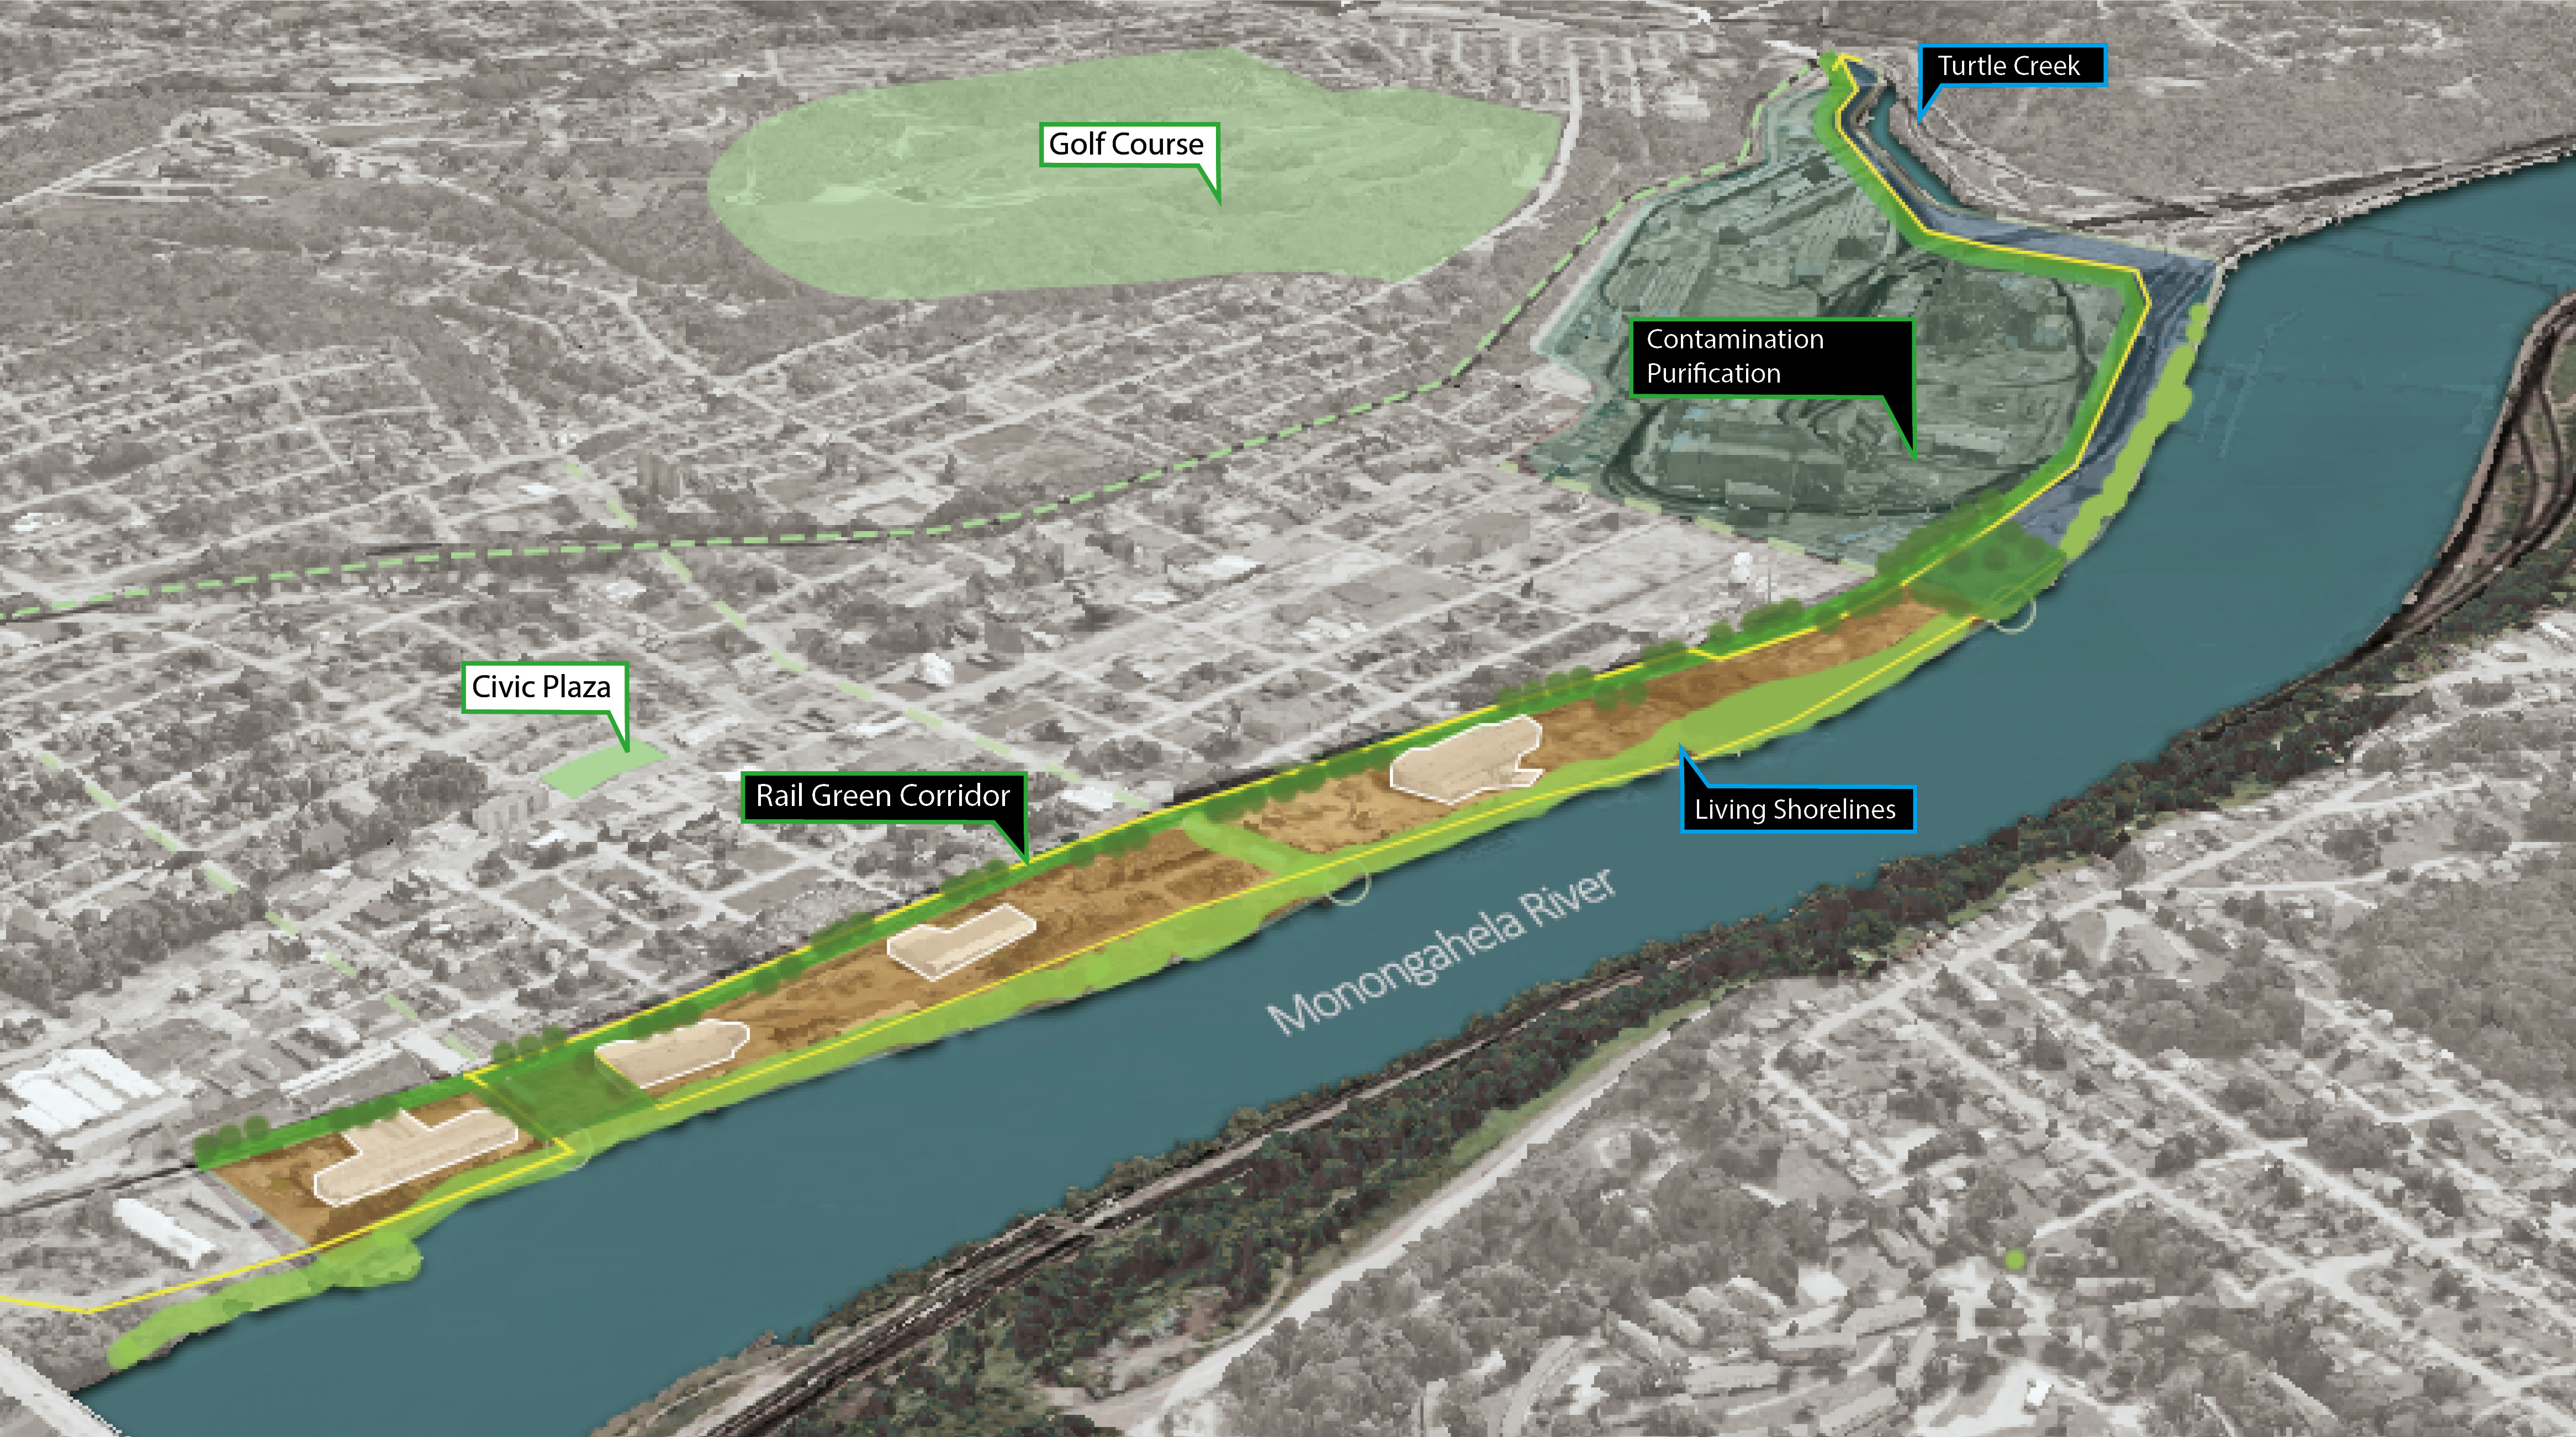 Turtle Creek
Golf Course
Contamination
Purification
Civic Plaza
Rail Green Corridor
Living Shorelines
Monongahela River